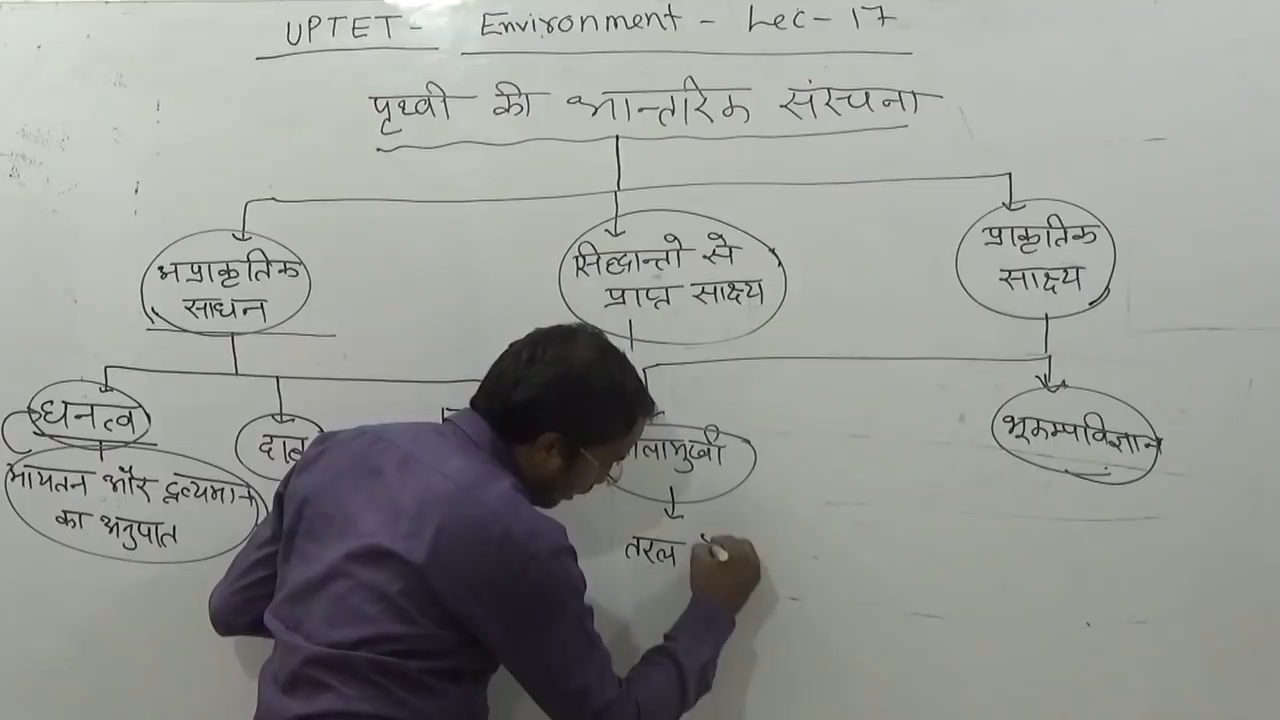 UPTET - Environment - Lec - 17
पृथ्वी की आन्तरिक संरचना
अप्राकृतिक
साधन
सिद्धान्तो से
प्राप्त साक्ष्य
प्राकृतिक
साक्ष्य
घनत्व
आयतन और द्रव्यमान
का अनुपात
भूकम्पविज्ञान
तरल